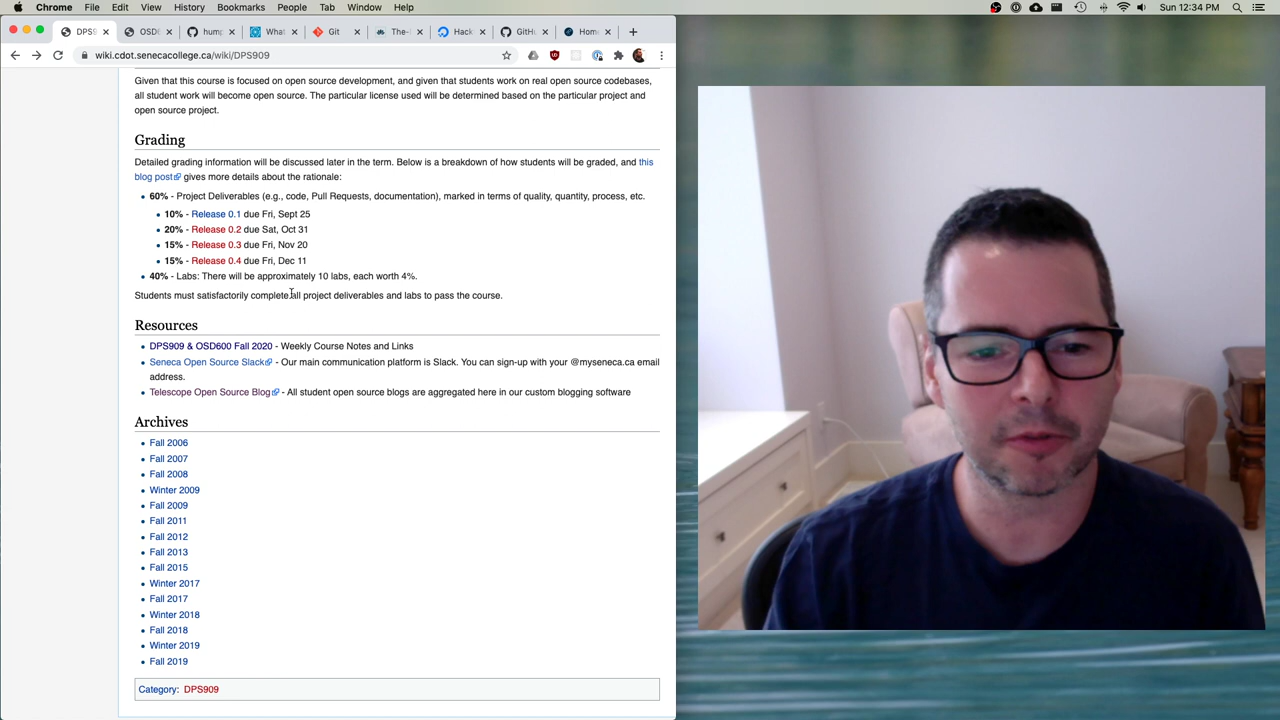 Chrome File Edit View History Bookmarks People Tab Window Help Sun 12:34 PM
DPS9 OSD6 hump Wha Git The- Hack GitHu Home
wiki.cdot.senecacollege.ca/wiki/DPS909
Given that this course is focused on open source development, and given that students work on real open source codebases,
all student work will become open source. The particular license used will be determined based on the particular project and
open source project.
Grading
Detailed grading information will be discussed later in the term. Below is a breakdown of how students will be graded, and this
blog post gives more details about the rationale:
60% - Project Deliverables (e.g., code, Pull Requests, documentation), marked in terms of quality, quantity, process, etc.
10% - Release 0.1 due Fri, Sept 25
20% - Release 0.2 due Sat, Oct 31
15% - Release 0.3 due Fri, Nov 20
15% - Release 0.4 due Fri, Dec 11
40% - Labs: There will be approximately 10 labs, each worth 4%.
Students must satisfactorily complete all project deliverables and labs to pass the course.
Resources
DPS909 & OSD600 Fall 2020 - Weekly Course Notes and Links
Seneca Open Source Slack - Our main communication platform is Slack. You can sign-up with your @myseneca.ca email
address.
Telescope Open Source Blog - All student open source blogs are aggregated here in our custom blogging software
Archives
Fall 2006
Fall 2007
Fall 2008
Winter 2009
Fall 2009
Fall 2011
Fall 2012
Fall 2013
Fall 2015
Winter 2017
Fall 2017
Winter 2018
Fall 2018
Winter 2019
Fall 2019
Category: DPS909